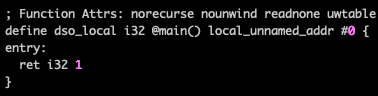 ; Function Attrs: norecurse nounwind readnone uwtable
define dso_local i32 @main() local_unnamed_addr #0 {
entry:
  ret i32 1
}